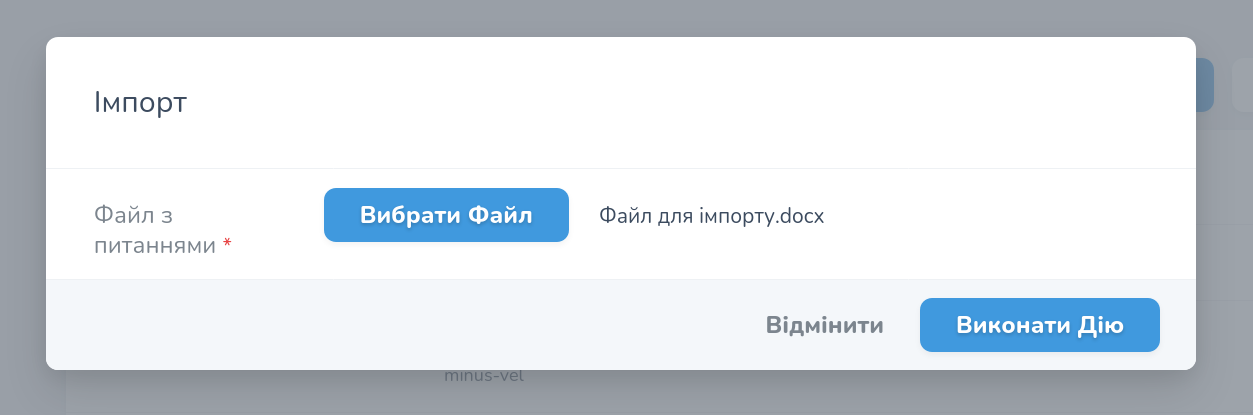 Імпорт
Файл з
питаннями *
Вибрати Файл
Файл для імпорту.docx
Відмінити
Виконати Дію
minus-vel